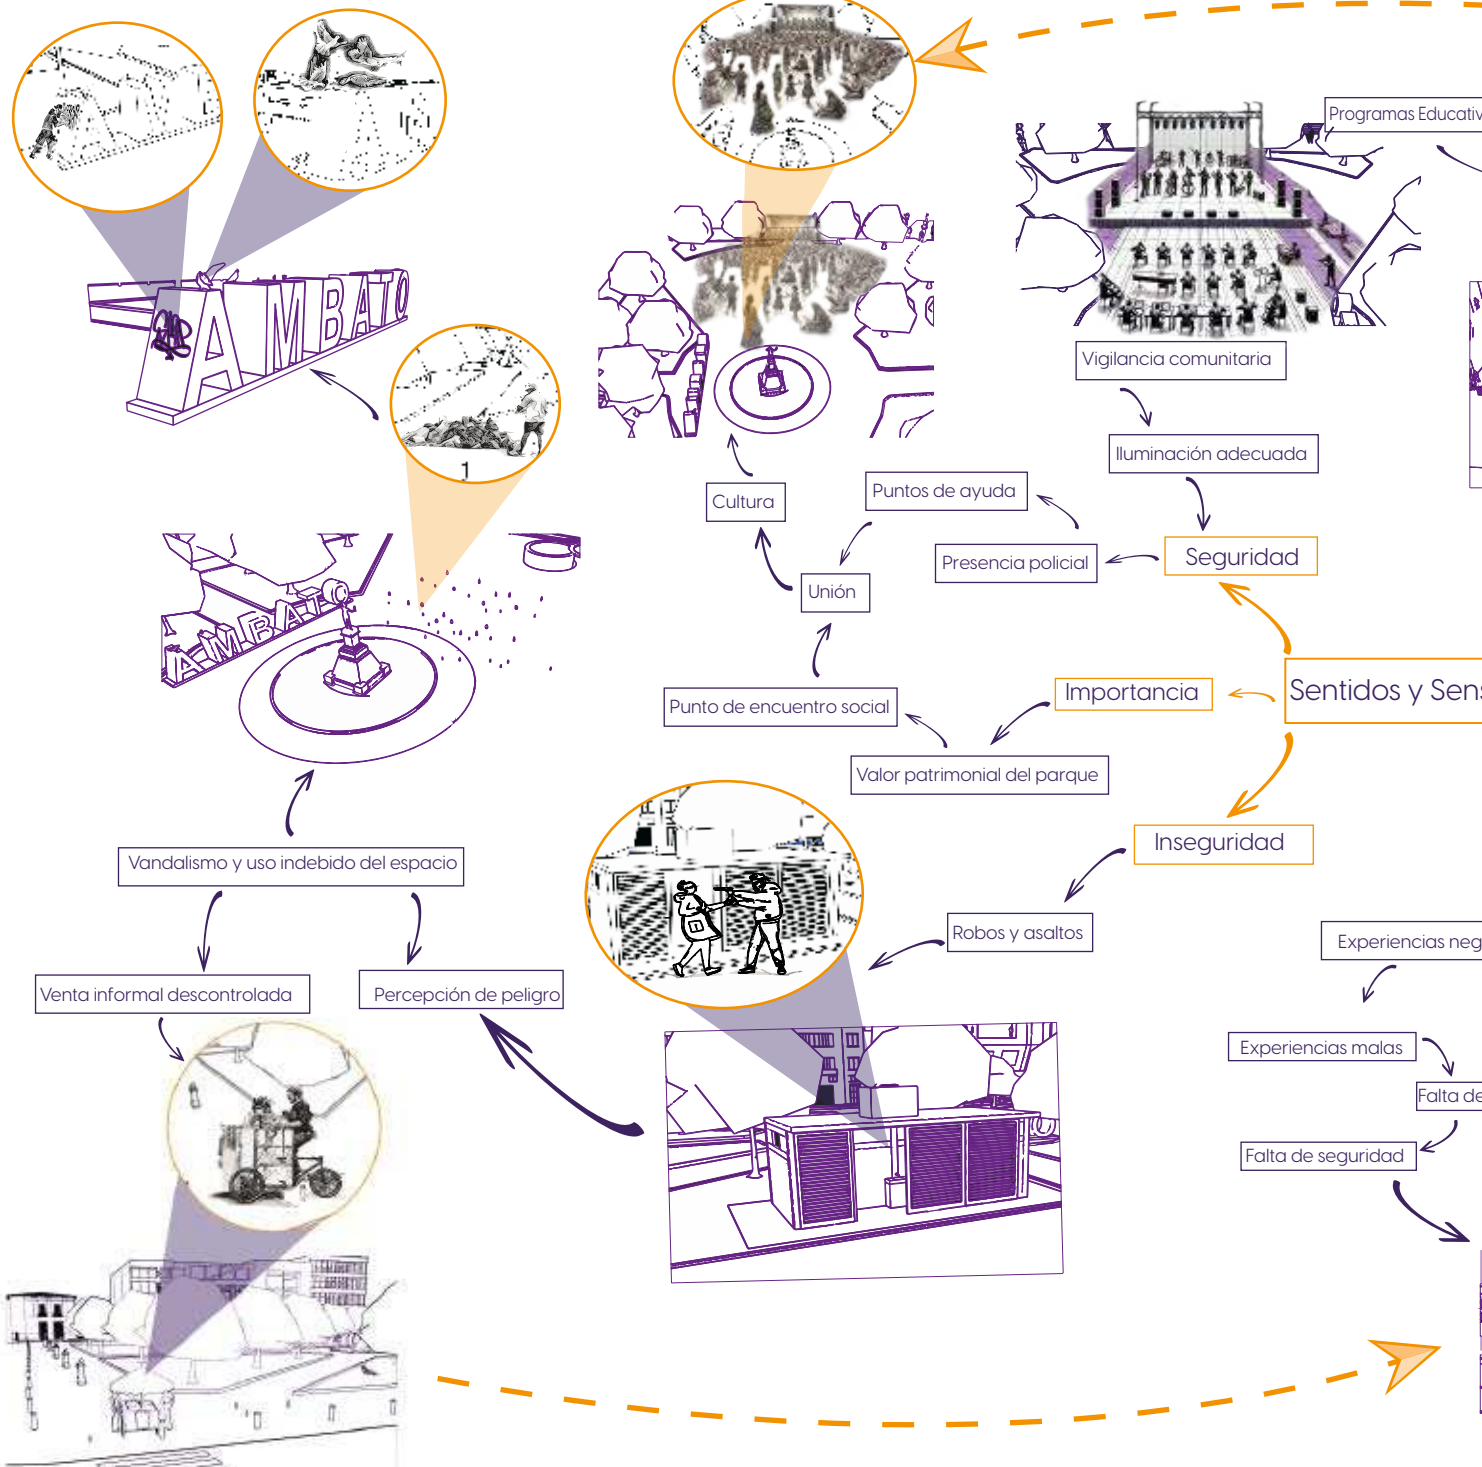 Programas Educativ
AMBATO
Vigilancia comunitaria
1
Iluminación adecuada
Puntos de ayuda
Cultura
Seguridad
Presencia policial
Unión
AMBATO
Sentidos y Sens
Importancia
Punto de encuentro social
Valor patrimonial del parque
Inseguridad
Vandalismo y uso indebido del espacio
Robos y asaltos
Experiencias neg
Venta informal descontrolada
Percepción de peligro
Experiencias malas
Falta de
Falta de seguridad